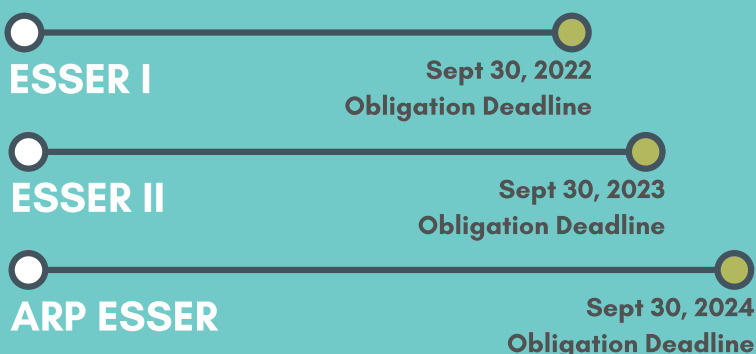 ESSER I
Sept 30, 2022
Obligation Deadline
ESSER II
Sept 30, 2023
Obligation Deadline
ARP ESSER
Sept 30, 2024
Obligation Deadline